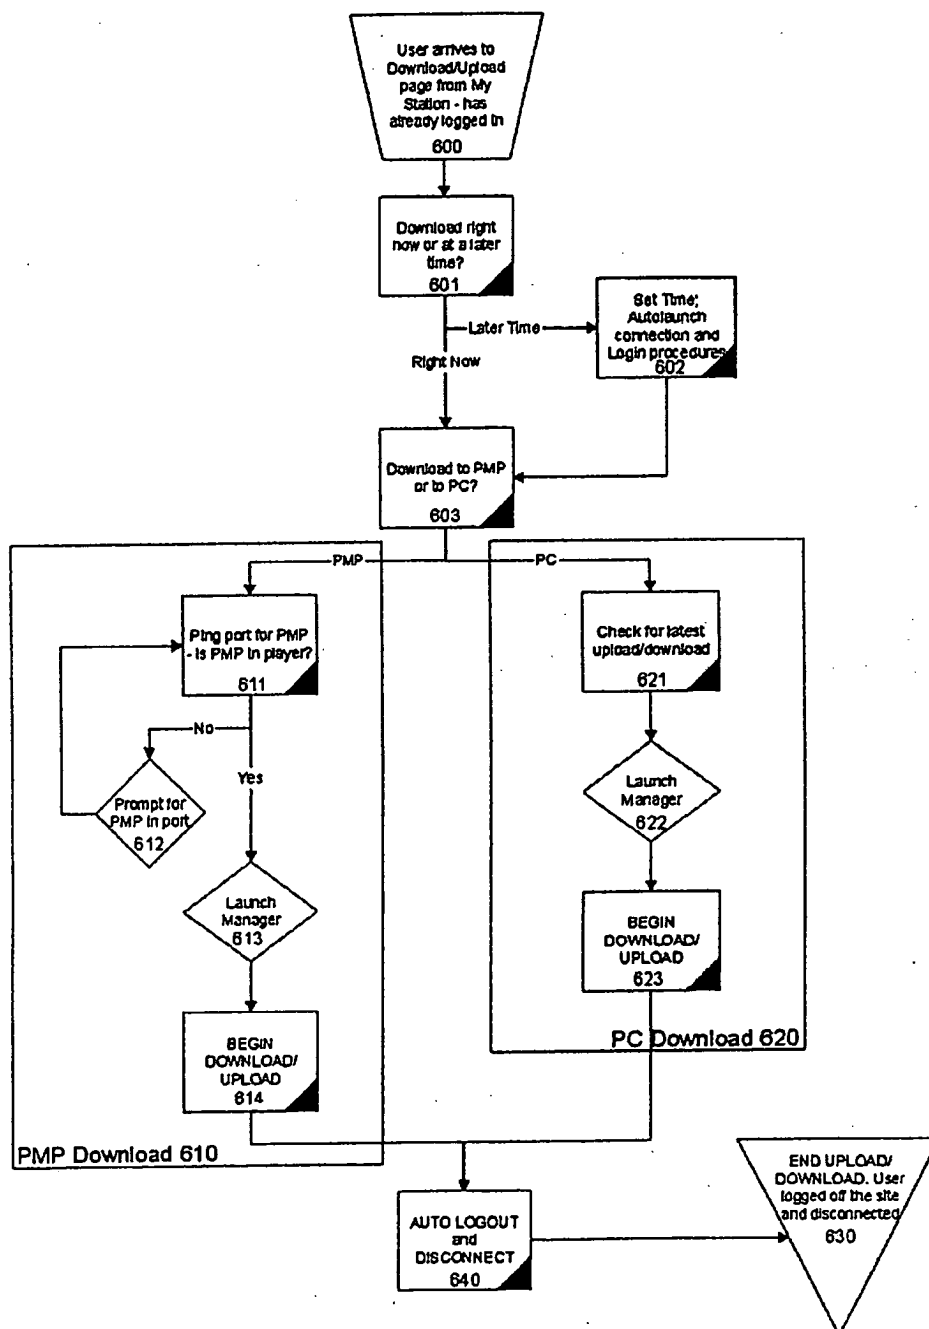 User arrives to
Download/Upload
page from My
Station - has
already logged in
600
Download right
now or at a later
time?
601
Later Time
Set Time;
Autolaunch
connection and
Login procedures
602
Right Now
Download to PMP
or to PC?
603
PMP
PC
Ping port for PMP
- is PMP in player?
611
Check for latest
upload/download
621
No
Yes
Prompt for
PMP in port
612
Launch
Manager
622
Launch
Manager
613
BEGIN
DOWNLOAD/
UPLOAD
623
PC Download 620
BEGIN
DOWNLOAD/
UPLOAD
614
PMP Download 610
END UPLOAD/
DOWNLOAD. User
logged off the site
and disconnected
630
AUTO LOGOUT
and
DISCONNECT
640